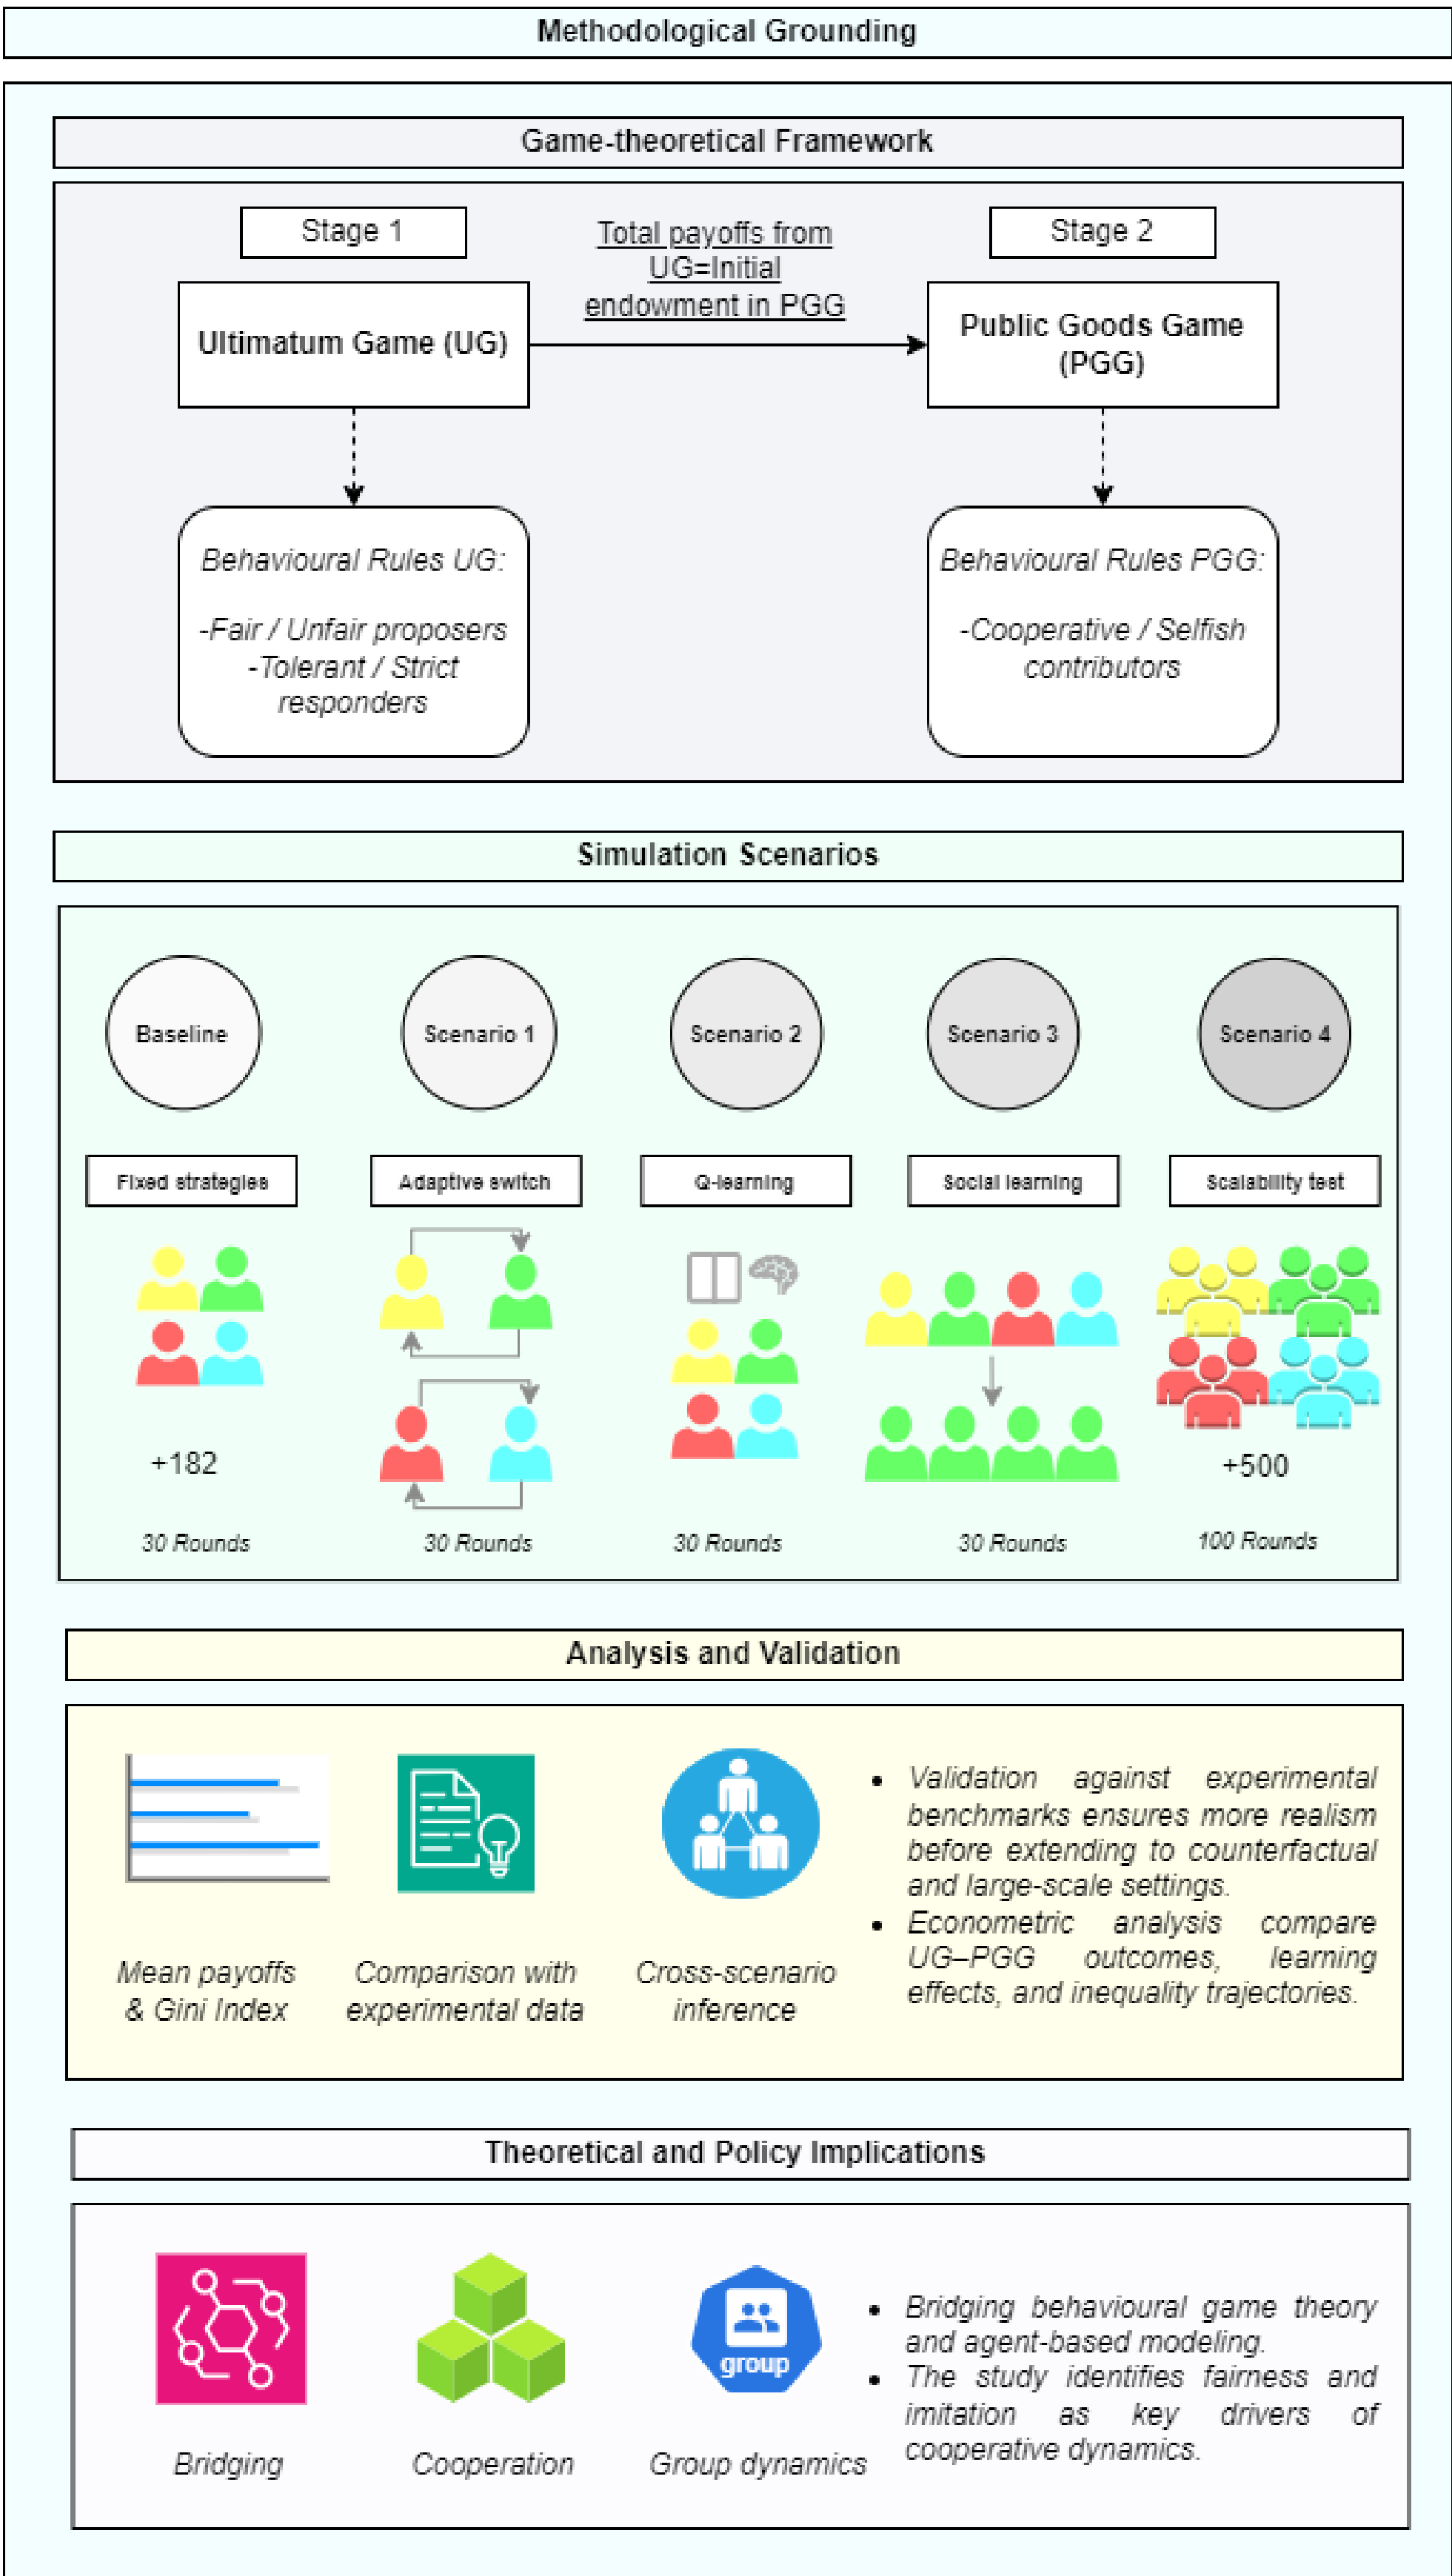 Methodological Grounding
Game-theoretical Framework
Stage 1
Total payoffs from
UG=Initial
endowment in PGG
Stage 2
Ultimatum Game (UG)
Public Goods Game
(PGG)
Behavioural Rules UG:
-Fair / Unfair proposers
-Tolerant / Strict
responders
Behavioural Rules PGG:
-Cooperative / Selfish
contributors
Simulation Scenarios
Baseline
Scenario 1
Scenario 2
Scenario 3
Scenario 4
Fixed strategies
Adaptive switch
Q-learning
Social learning
Scalability test
+182
+500
30 Rounds
30 Rounds
30 Rounds
30 Rounds
100 Rounds
Analysis and Validation
Mean payoffs
& Gini Index
Comparison with
experimental data
Cross-scenario
inference
• Validation against experimental
benchmarks ensures more realism
before extending to counterfactual
and large-scale settings.
• Econometric analysis compare
UG–PGG outcomes, learning
effects, and inequality trajectories.
Theoretical and Policy Implications
group
Bridging
Cooperation
Group dynamics
• Bridging behavioural game theory
and agent-based modeling.
• The study identifies fairness and
imitation as key drivers of
cooperative dynamics.